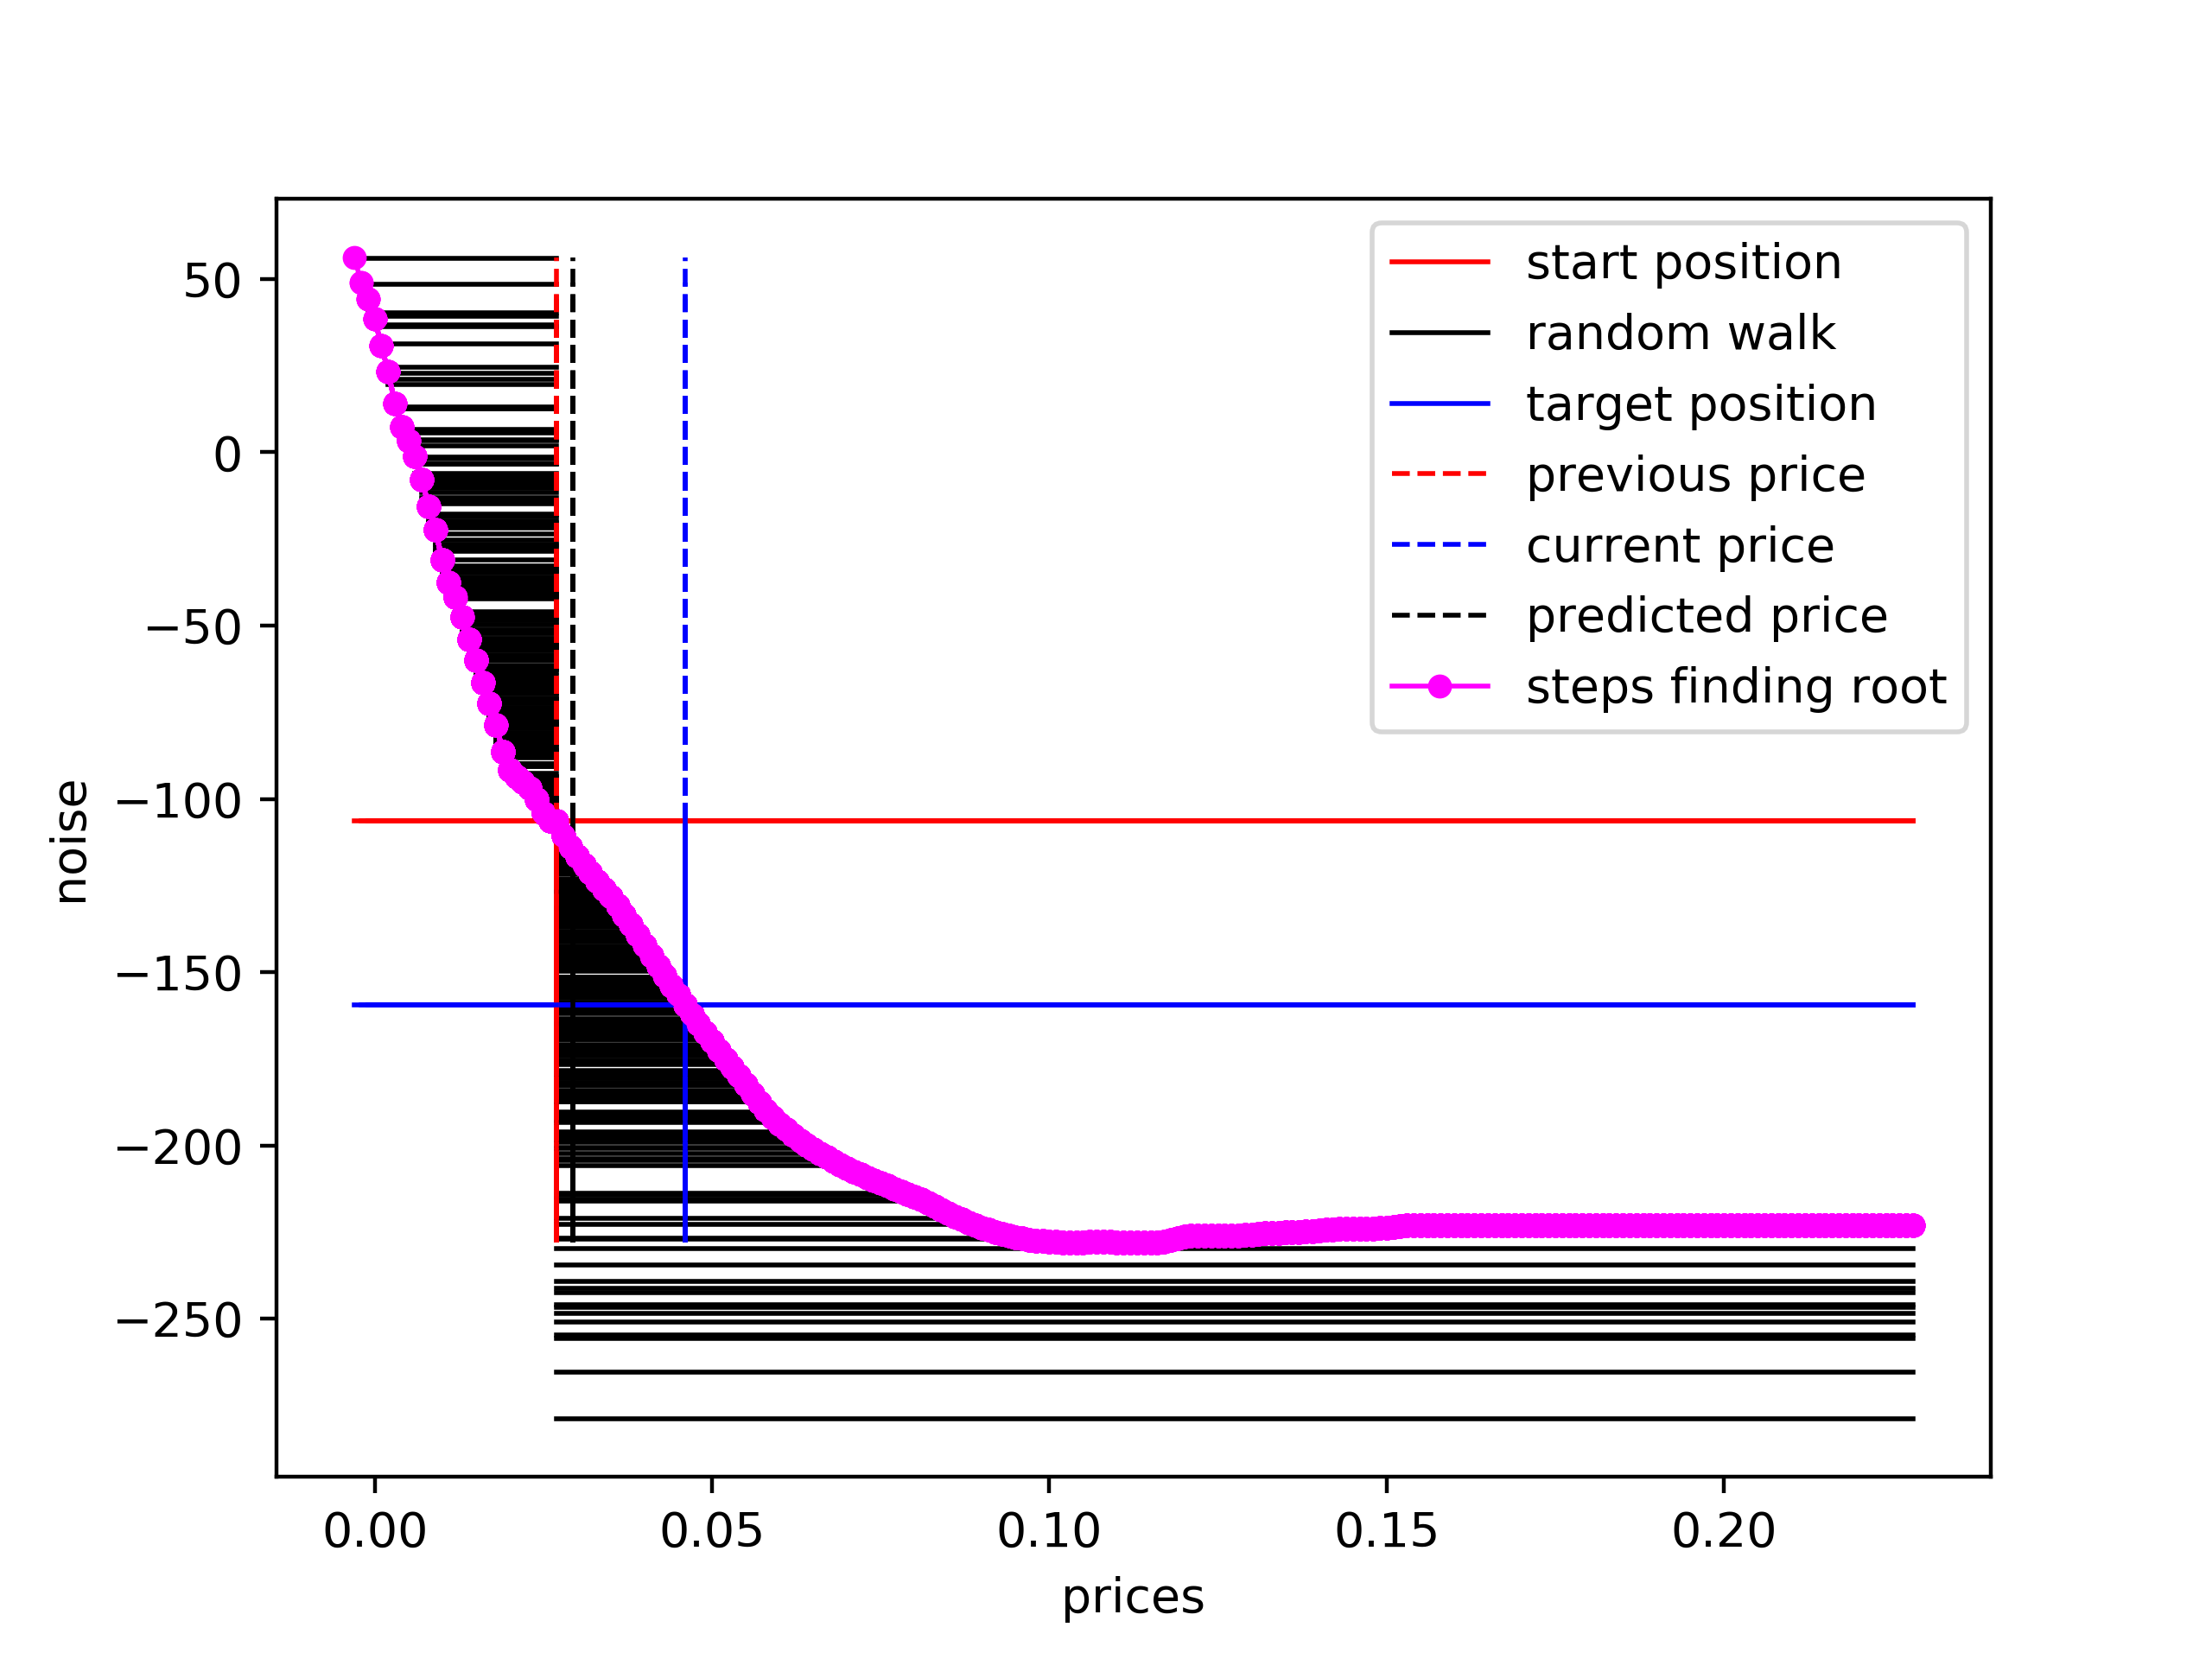 start position
random walk
target position
previous price
current price
predicted price
steps finding root
50
0
−50
−100
−150
−200
−250
noise
0.00 0.05 0.10 0.15 0.20
prices